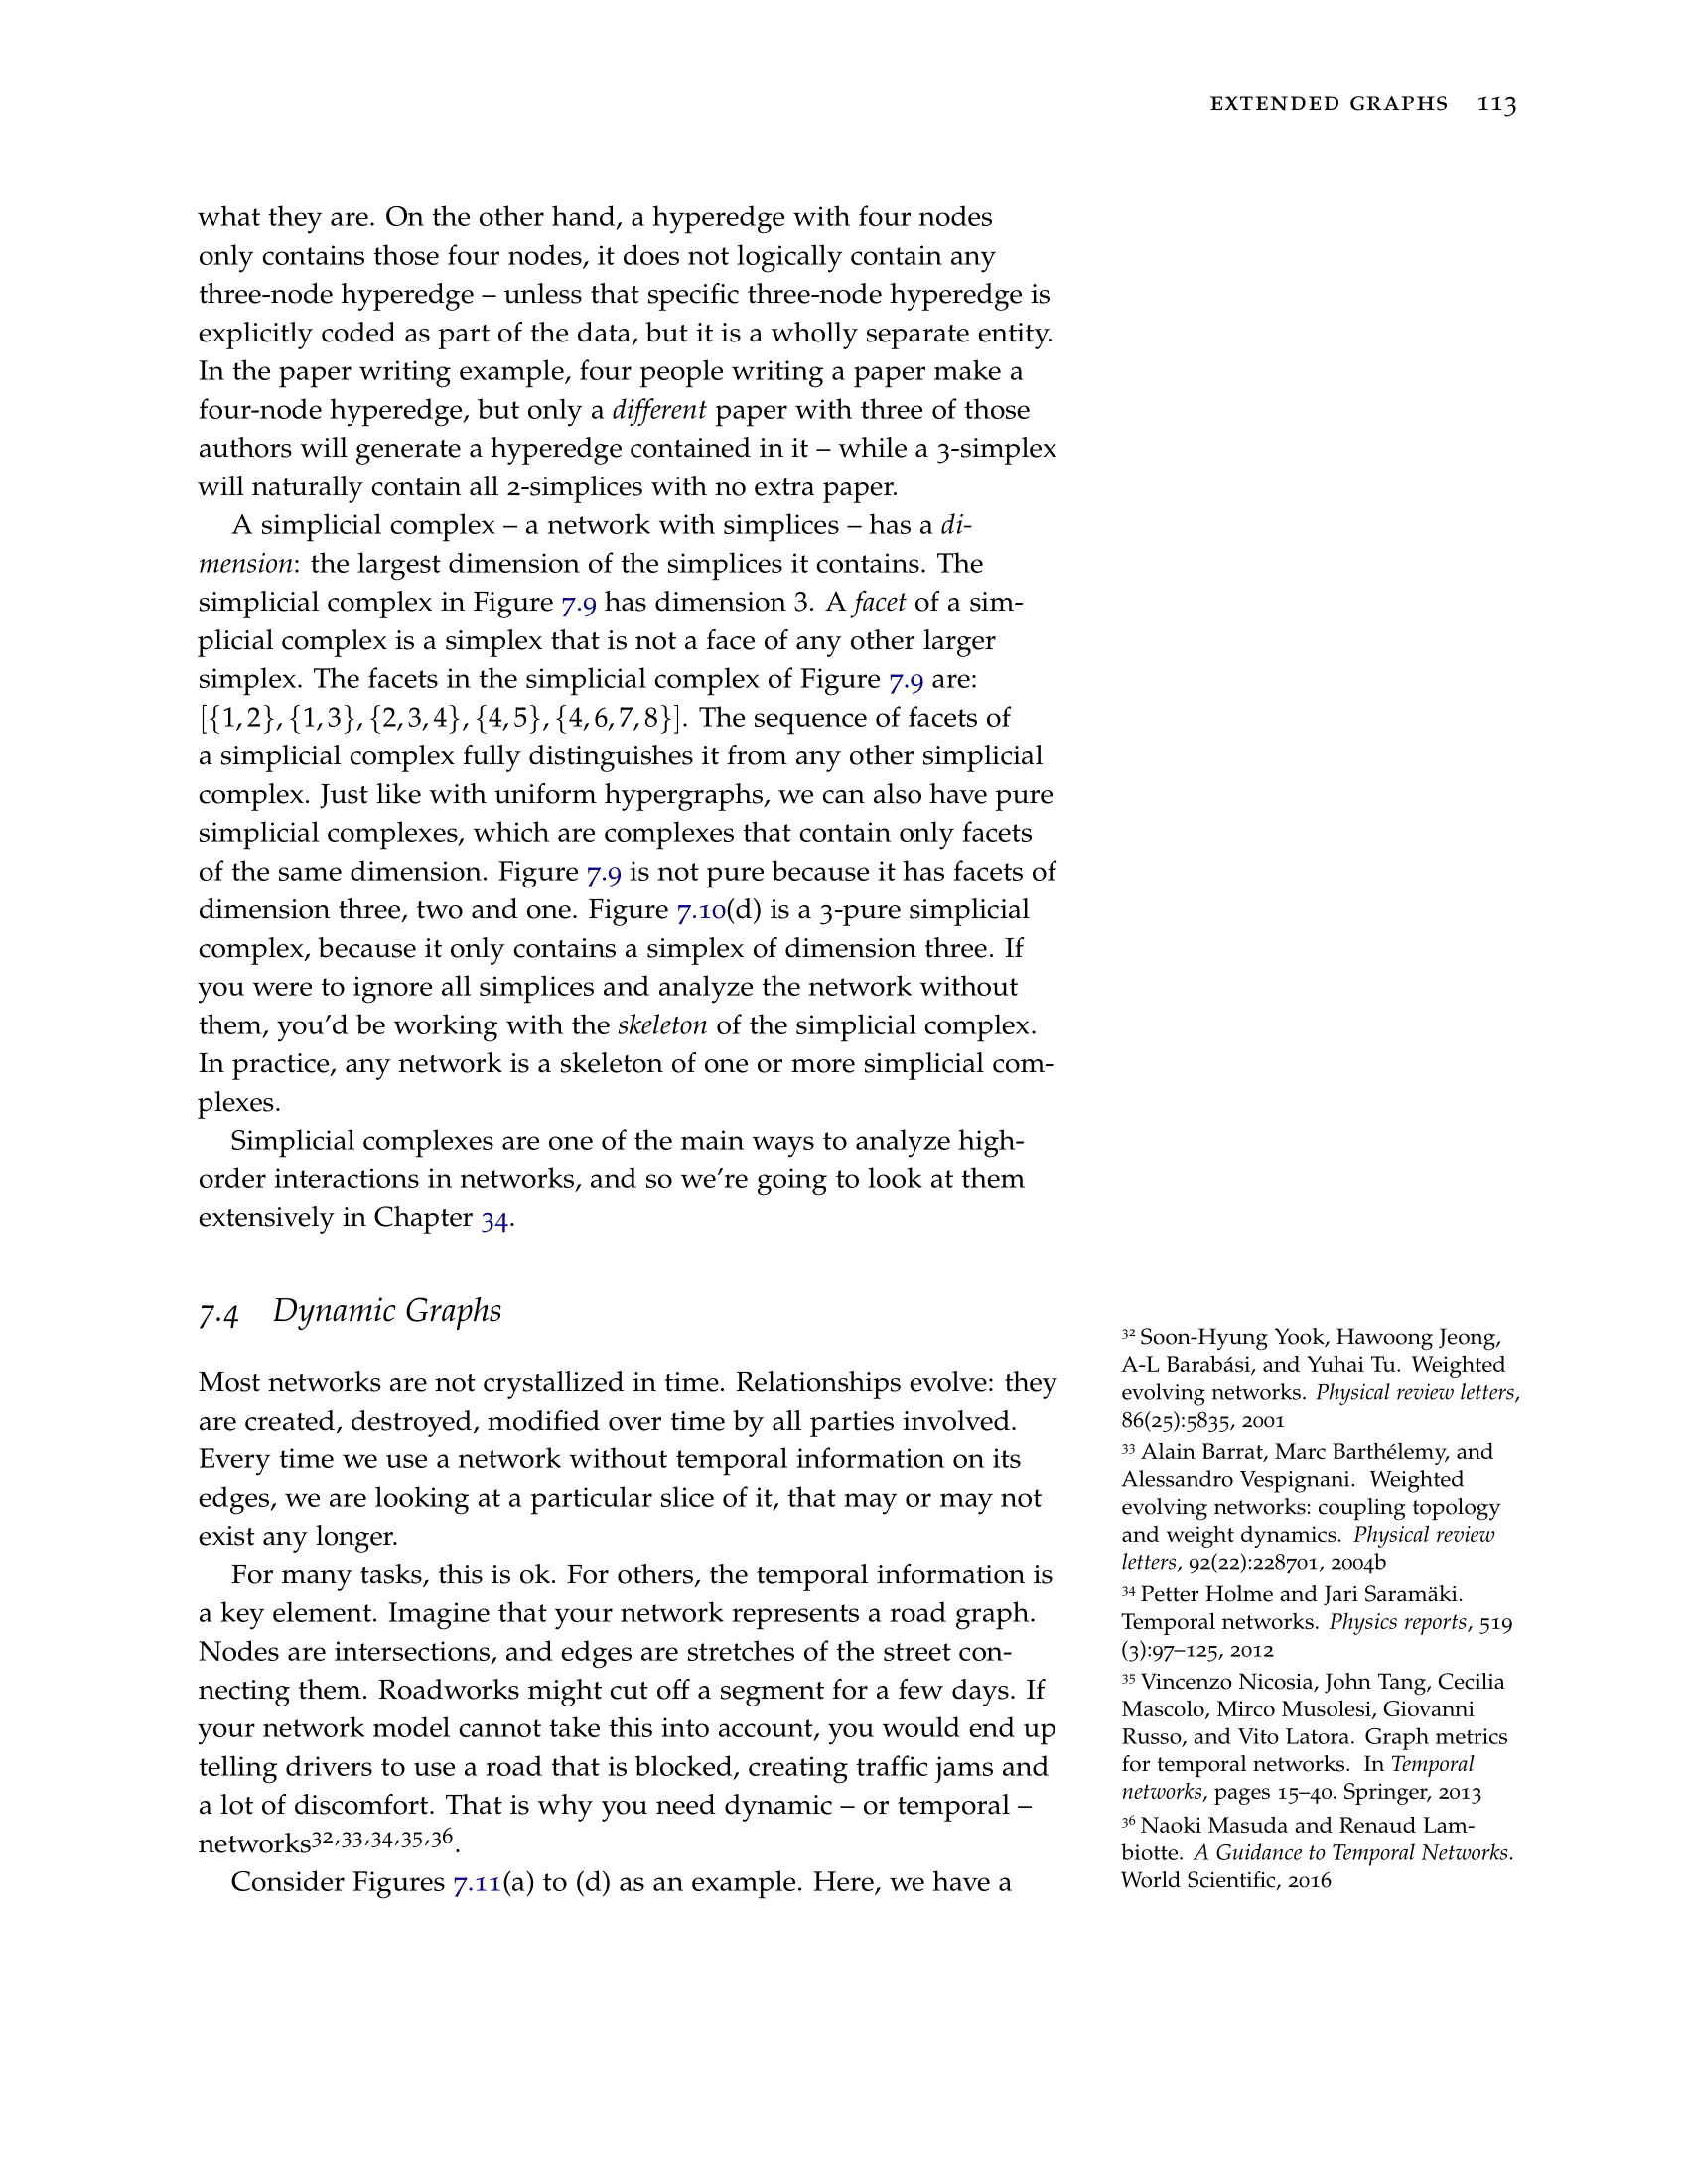 EXTENDED GRAPHS 113
what they are. On the other hand, a hyperedge with four nodes
only contains those four nodes, it does not logically contain any
three-node hyperedge – unless that specific three-node hyperedge is
explicitly coded as part of the data, but it is a wholly separate entity.
In the paper writing example, four people writing a paper make a
four-node hyperedge, but only a different paper with three of those
authors will generate a hyperedge contained in it – while a 3-simplex
will naturally contain all 2-simplices with no extra paper.
A simplicial complex – a network with simplices – has a di-
mension: the largest dimension of the simplices it contains. The
simplicial complex in Figure 7.9 has dimension 3. A facet of a sim-
plicial complex is a simplex that is not a face of any other larger
simplex. The facets in the simplicial complex of Figure 7.9 are:
[{1, 2}, {1, 3}, {2, 3, 4}, {4, 5}, {4, 6, 7, 8}]. The sequence of facets of
a simplicial complex fully distinguishes it from any other simplicial
complex. Just like with uniform hypergraphs, we can also have pure
simplicial complexes, which are complexes that contain only facets
of the same dimension. Figure 7.9 is not pure because it has facets of
dimension three, two and one. Figure 7.10(d) is a 3-pure simplicial
complex, because it only contains a simplex of dimension three. If
you were to ignore all simplices and analyze the network without
them, you'd be working with the skeleton of the simplicial complex.
In practice, any network is a skeleton of one or more simplicial com-
plexes.
Simplicial complexes are one of the main ways to analyze high-
order interactions in networks, and so we're going to look at them
extensively in Chapter 34.
7.4 Dynamic Graphs
Most networks are not crystallized in time. Relationships evolve: they
are created, destroyed, modified over time by all parties involved.
Every time we use a network without temporal information on its
edges, we are looking at a particular slice of it, that may or may not
exist any longer.
For many tasks, this is ok. For others, the temporal information is
a key element. Imagine that your network represents a road graph.
Nodes are intersections, and edges are stretches of the street con-
necting them. Roadworks might cut off a segment for a few days. If
your network model cannot take this into account, you would end up
telling drivers to use a road that is blocked, creating traffic jams and
a lot of discomfort. That is why you need dynamic – or temporal –
networks32,33,34,35,36.
Consider Figures 7.11(a) to (d) as an example. Here, we have a
32 Soon-Hyung Yook, Hawoong Jeong,
A-L Barabási, and Yuhai Tu. Weighted
evolving networks. Physical review letters,
86(25):5835, 2001
33 Alain Barrat, Marc Barthélemy, and
Alessandro Vespignani. Weighted
evolving networks: coupling topology
and weight dynamics. Physical review
letters, 92(22):228701, 2004b
34 Petter Holme and Jari Saramäki.
Temporal networks. Physics reports, 519
(3):97–125, 2012
35 Vincenzo Nicosia, John Tang, Cecilia
Mascolo, Mirco Musolesi, Giovanni
Russo, and Vito Latora. Graph metrics
for temporal networks. In Temporal
networks, pages 15–40. Springer, 2013
36 Naoki Masuda and Renaud Lam-
biotte. A Guidance to Temporal Networks.
World Scientific, 2016